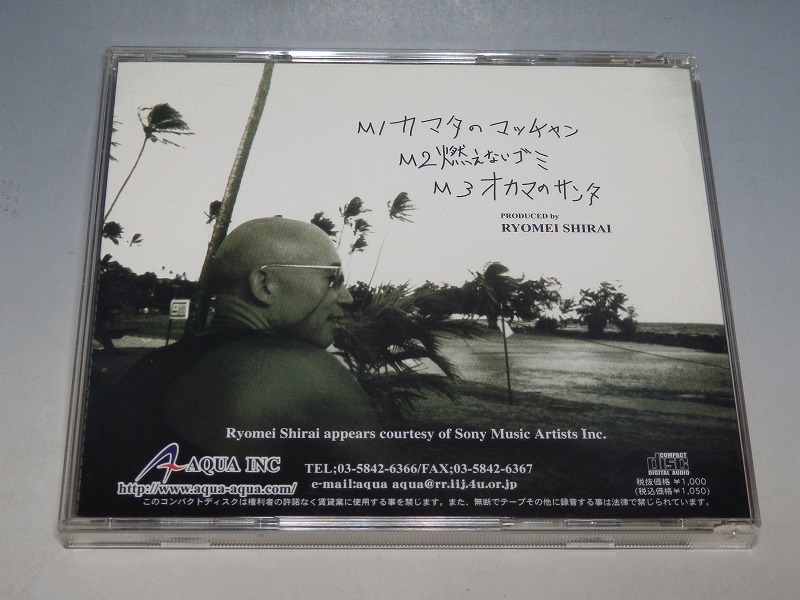 M1カマタのマッチャン
M2燃えないゴミ
M3オカマのサンタ
PRODUCED by
RYOMEI SHIRAI
Ryomei Shirai appears courtesy of Sony Music Artists Inc.
AQUA INC
http://www.aqua-aqua.com/
TEL;03-5842-6366/FAX;03-5842-6367
e-mail:aqua aqua@rr.iij.4u.or.jp
COMPACT
disc
DIGITAL AUDIO
税抜価格¥1,000
(税込価格¥1,050)
このコンパクトディスクは権利者の許諾なく賃貸業に使用する事を禁じます。また、無断でテープその他に録音する事は法律で禁じられています。